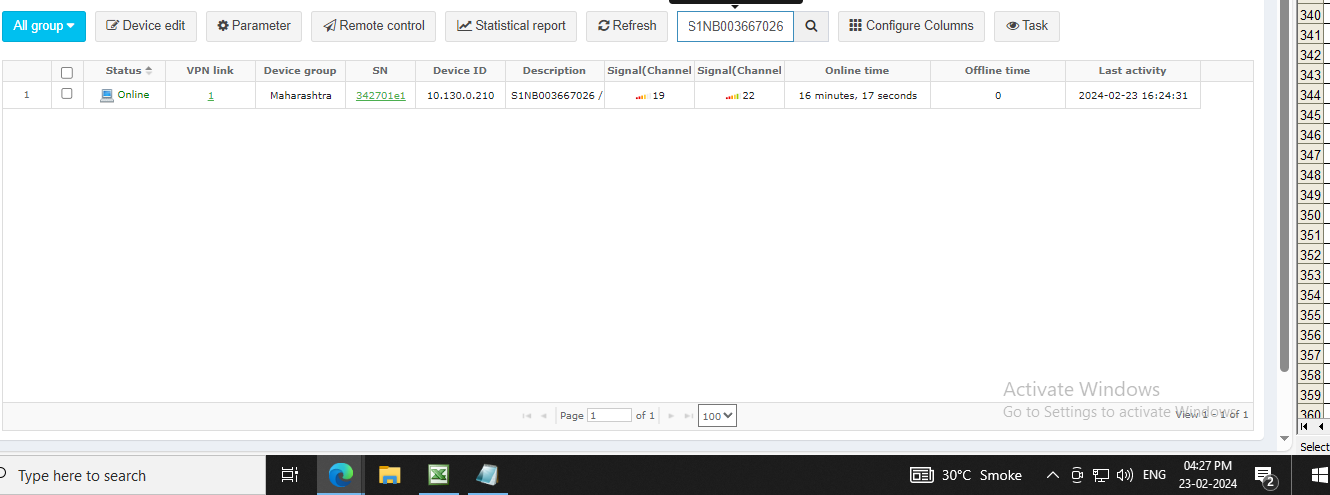 All group Device edit Parameter Remote control Statistical report Refresh S1NB003667026 Configure Columns Task
Status VPN link Device group SN Device ID Description Signal(Channel Signal(Channel Online time Offline time Last activity
1 Online 1 Maharashtra 342701e1 10.130.0.210 S1NB003667026 / 19 22 16 minutes, 17 seconds 0 2024-02-23 16:24:31
340
341
342
343
344
345
346
347
348
349
350
351
352
353
354
355
356
357
358
359
360
Activate Windows
Go to Settings to activate Windows.
Page 1 of 1 100 View 1 - 1 of 1
Select
Type here to search 30°C Smoke ENG 04:27 PM
23-02-2024 2